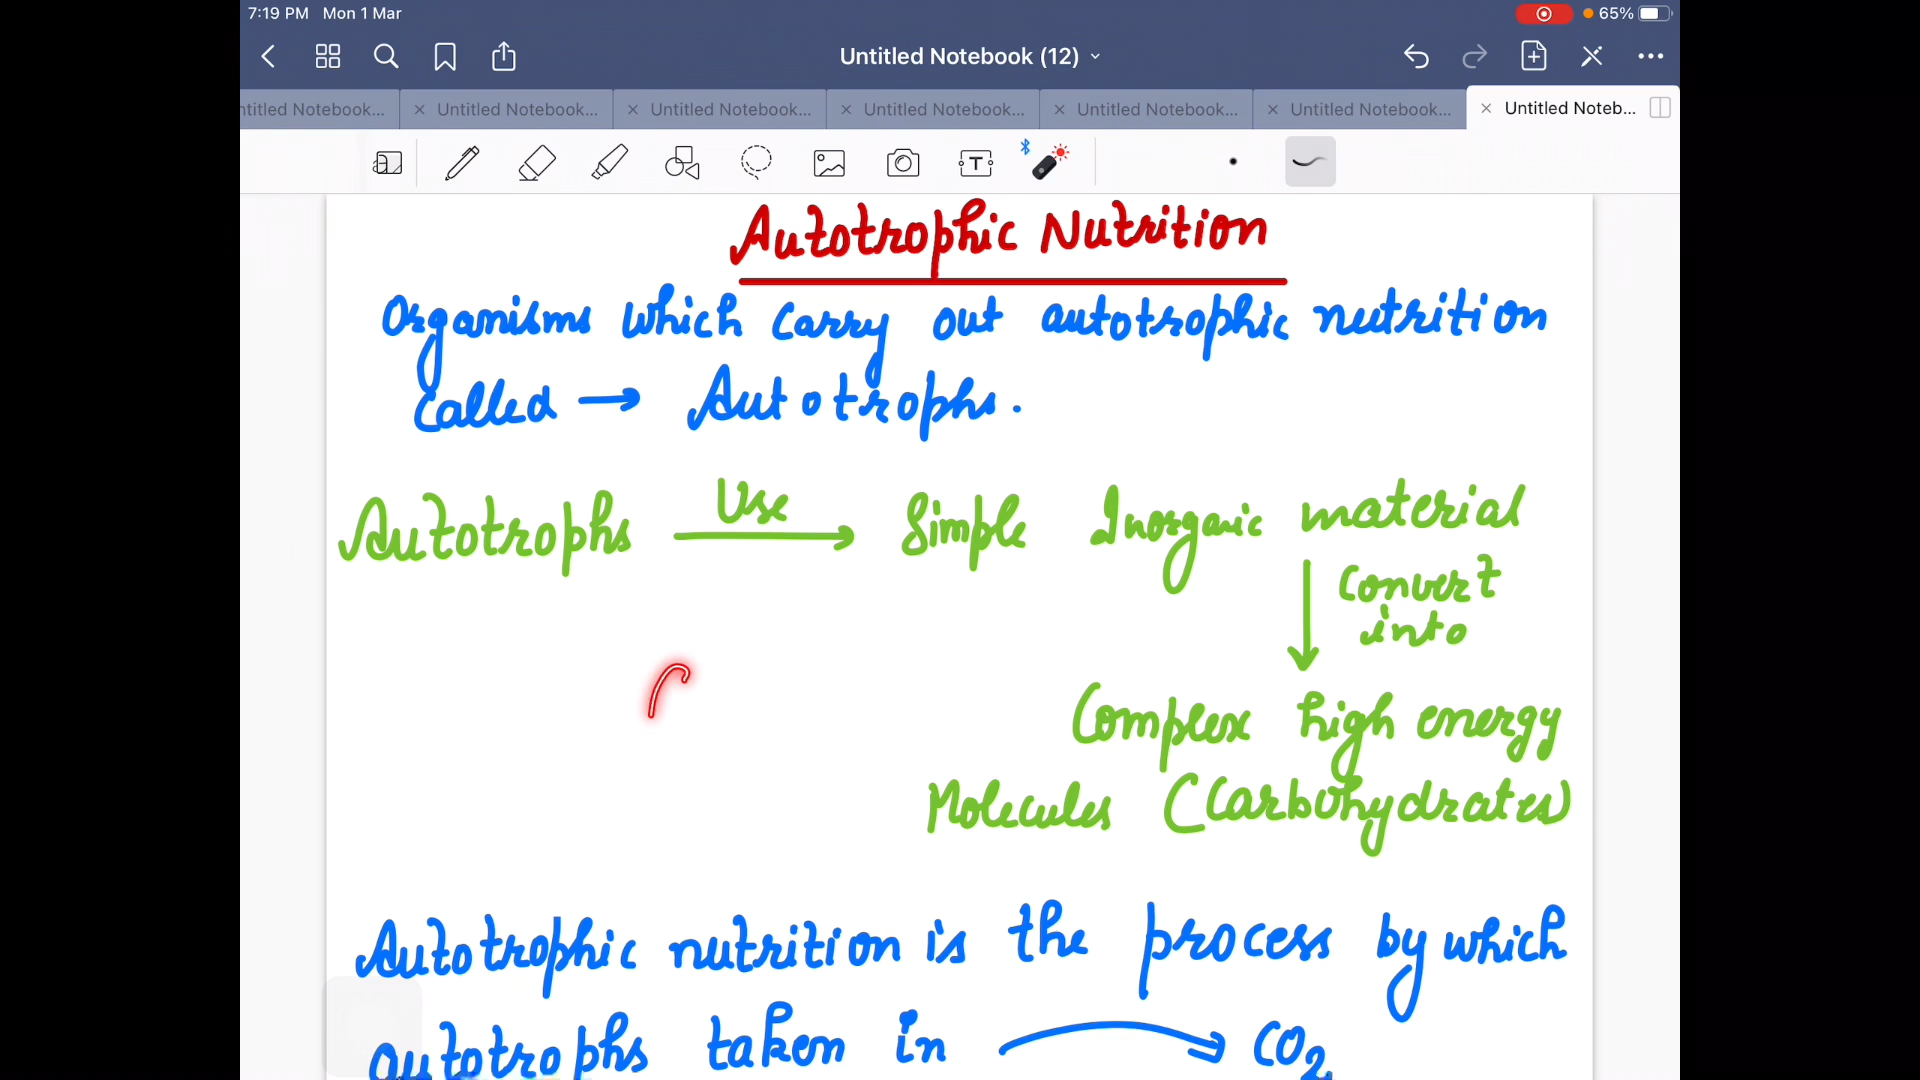 7:19 PM Mon 1 Mar
65%
Untitled Notebook (12)
ntitled Notebook... Untitled Notebook... Untitled Notebook... Untitled Notebook... Untitled Notebook... Untitled Notebook... Untitled Noteb...
Autotrophic Nutrition
Organisms which carry out autotrophic nutrition
called → Autotrophs.
Autotrophs Use → Simple Inorganic material
↓ convert
into
Complex high energy
Molecules (Carbohydrates)
Autotrophic nutrition is the process by which
autotrophs taken in → CO2